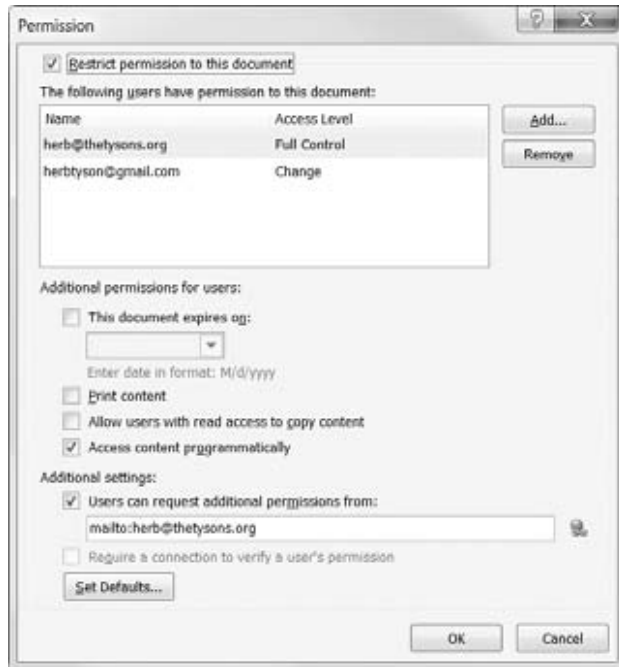 Permission
Restrict permission to this document
The following users have permission to this document:
Name Access Level
Add...
herb@thetysons.org Full Control
Remove
herbtyson@gmail.com Change
Additional permissions for users:
This document expires on:
Enter date in format: M/d/yyyy
Print content
Allow users with read access to copy content
Access content programmatically
Additional settings:
Users can request additional permissions from:
mailto:herb@thetysons.org
Require a connection to verify a user's permission
Set Defaults...
OK Cancel